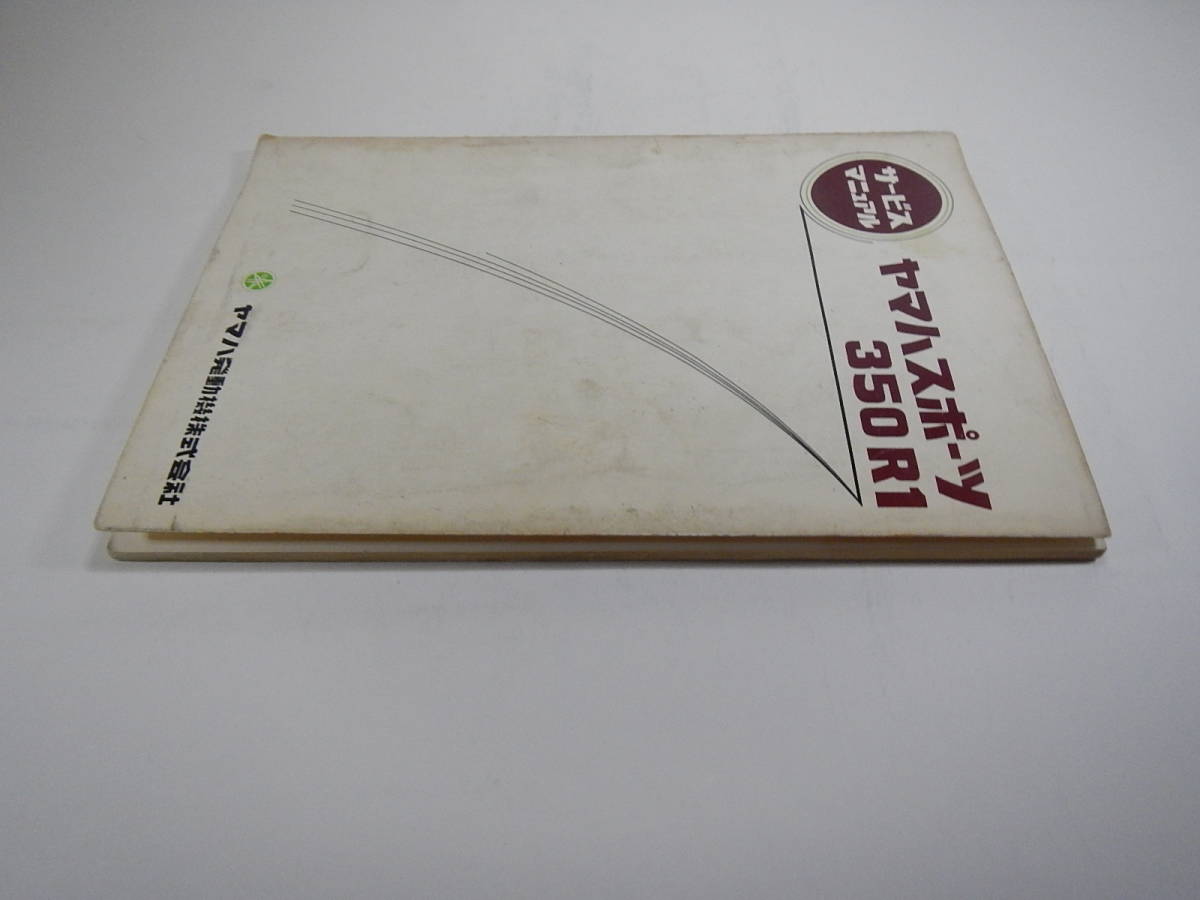 サービス
マニュアル
ヤマハスポーツ
350R1
ヤマハ発動機株式会社